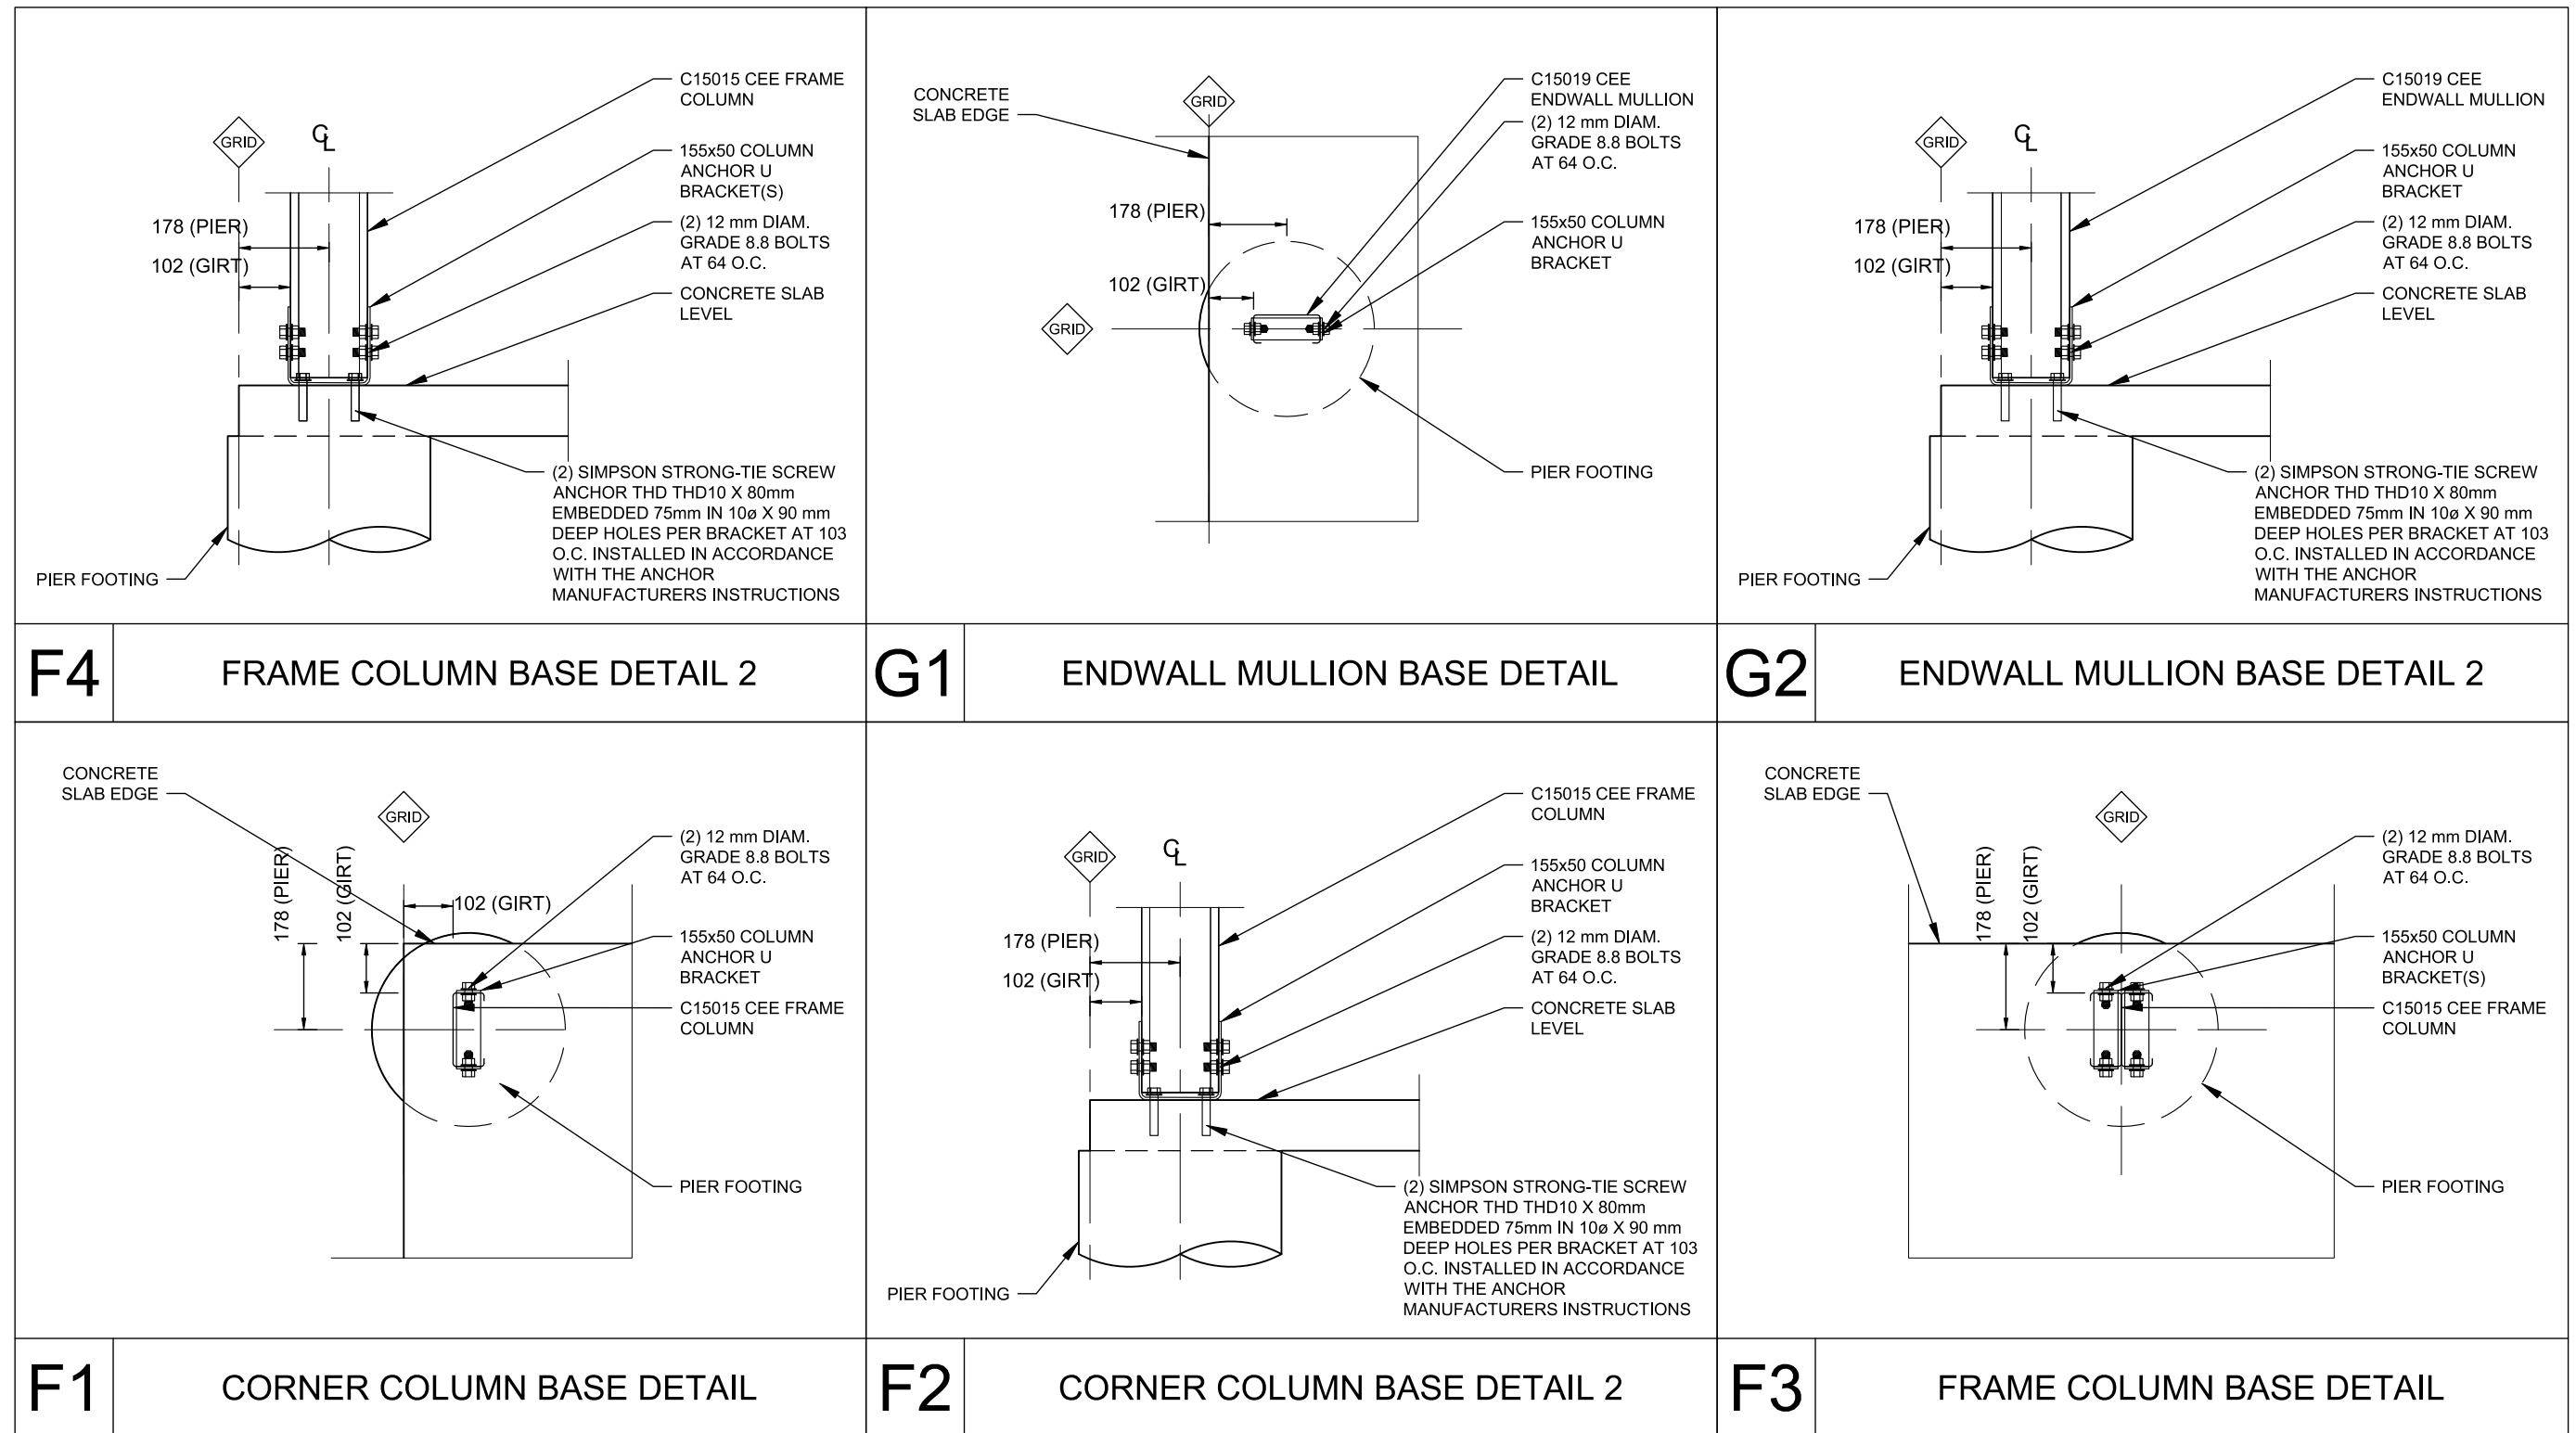 C15015 CEE FRAME
COLUMN
GRID
CL
155x50 COLUMN
ANCHOR U
BRACKET(S)
178 (PIER)
(2) 12 mm DIAM.
GRADE 8.8 BOLTS
AT 64 O.C.
102 (GIRT)
CONCRETE SLAB
LEVEL
(2) SIMPSON STRONG-TIE SCREW
ANCHOR THD THD10 X 80mm
EMBEDDED 75mm IN 10ø X 90 mm
DEEP HOLES PER BRACKET AT 103
O.C. INSTALLED IN ACCORDANCE
WITH THE ANCHOR
MANUFACTURERS INSTRUCTIONS
PIER FOOTING
F4
FRAME COLUMN BASE DETAIL 2
CONCRETE
SLAB EDGE
GRID
C15019 CEE
ENDWALL MULLION
(2) 12 mm DIAM.
GRADE 8.8 BOLTS
AT 64 O.C.
178 (PIER)
155x50 COLUMN
ANCHOR U
BRACKET
102 (GIRT)
GRID
PIER FOOTING
G1
ENDWALL MULLION BASE DETAIL
C15019 CEE
ENDWALL MULLION
GRID
CL
155x50 COLUMN
ANCHOR U
BRACKET
178 (PIER)
(2) 12 mm DIAM.
GRADE 8.8 BOLTS
AT 64 O.C.
102 (GIRT)
CONCRETE SLAB
LEVEL
(2) SIMPSON STRONG-TIE SCREW
ANCHOR THD THD10 X 80mm
EMBEDDED 75mm IN 10ø X 90 mm
DEEP HOLES PER BRACKET AT 103
O.C. INSTALLED IN ACCORDANCE
WITH THE ANCHOR
MANUFACTURERS INSTRUCTIONS
PIER FOOTING
G2
ENDWALL MULLION BASE DETAIL 2
CONCRETE
SLAB EDGE
GRID
(2) 12 mm DIAM.
GRADE 8.8 BOLTS
AT 64 O.C.
178 (PIER)
102 (GIRT)
102 (GIRT)
155x50 COLUMN
ANCHOR U
BRACKET
C15015 CEE FRAME
COLUMN
PIER FOOTING
F1
CORNER COLUMN BASE DETAIL
C15015 CEE FRAME
COLUMN
GRID
CL
155x50 COLUMN
ANCHOR U
BRACKET
178 (PIER)
(2) 12 mm DIAM.
GRADE 8.8 BOLTS
AT 64 O.C.
102 (GIRT)
CONCRETE SLAB
LEVEL
(2) SIMPSON STRONG-TIE SCREW
ANCHOR THD THD10 X 80mm
EMBEDDED 75mm IN 10ø X 90 mm
DEEP HOLES PER BRACKET AT 103
O.C. INSTALLED IN ACCORDANCE
WITH THE ANCHOR
MANUFACTURERS INSTRUCTIONS
PIER FOOTING
F2
CORNER COLUMN BASE DETAIL 2
CONCRETE
SLAB EDGE
GRID
(2) 12 mm DIAM.
GRADE 8.8 BOLTS
AT 64 O.C.
178 (PIER)
102 (GIRT)
155x50 COLUMN
ANCHOR U
BRACKET(S)
C15015 CEE FRAME
COLUMN
PIER FOOTING
F3
FRAME COLUMN BASE DETAIL